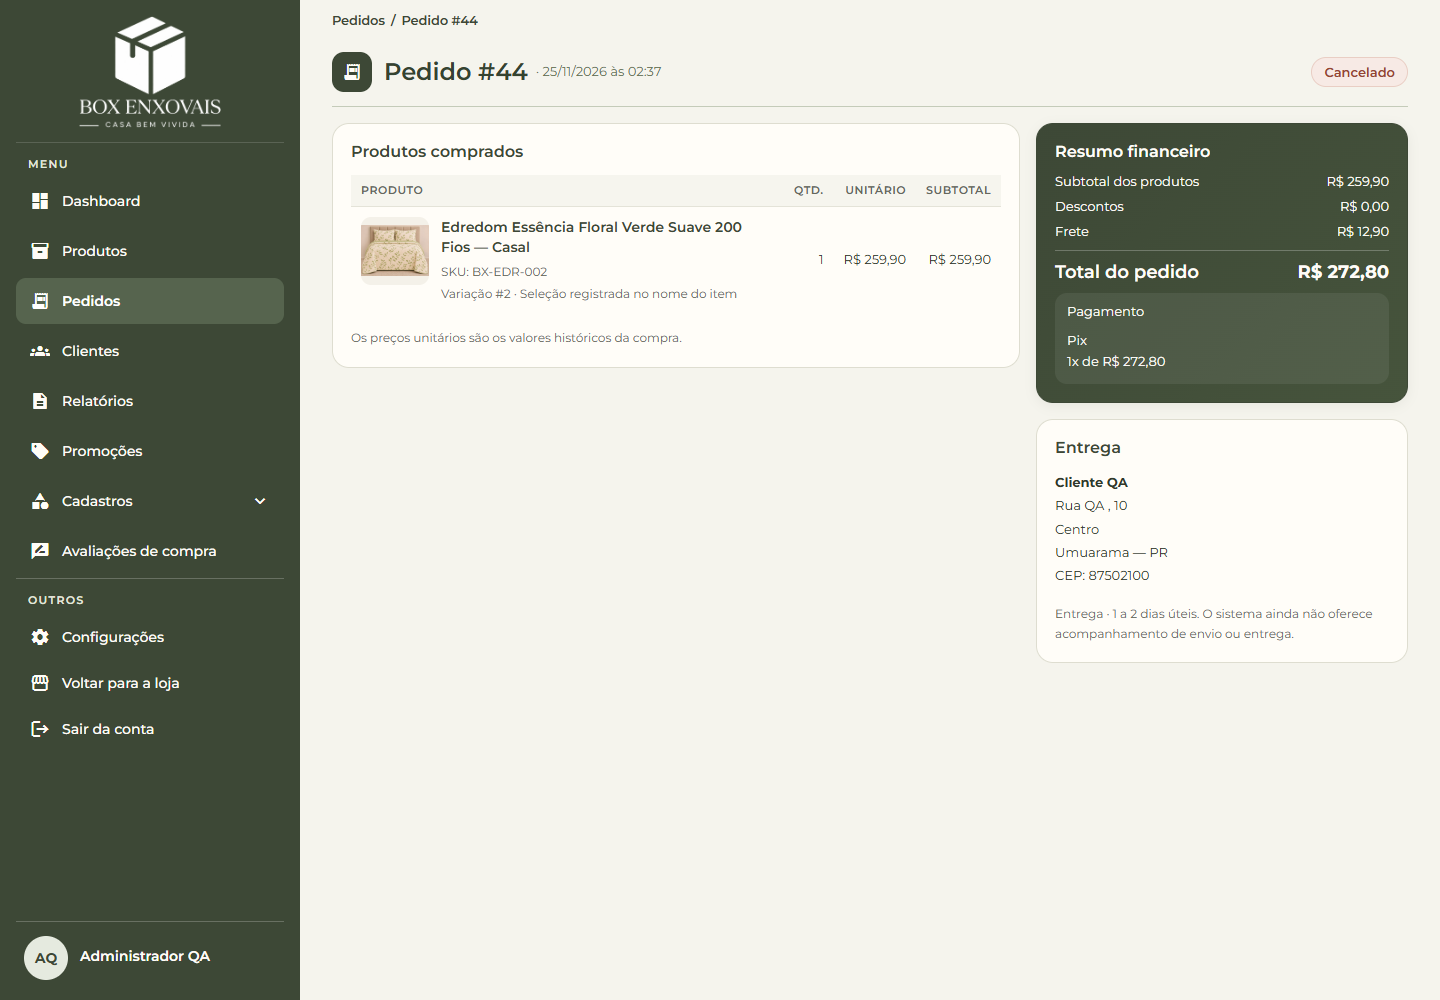 BOX ENXOVAIS
CASA BEM VIVIDA
MENU
Dashboard
Produtos
Pedidos
Clientes
Relatórios
Promoções
Cadastros
Avaliações de compra
OUTROS
Configurações
Voltar para a loja
Sair da conta
AQ
Administrador QA
Pedidos / Pedido #44
Pedido #44 · 25/11/2026 às 02:37
Cancelado
Produtos comprados
PRODUTO QTD. UNITÁRIO SUBTOTAL
Edredom Essência Floral Verde Suave 200
Fios — Casal
SKU: BX-EDR-002
Variação #2 · Seleção registrada no nome do item
1 R$ 259,90 R$ 259,90
Os preços unitários são os valores históricos da compra.
Resumo financeiro
Subtotal dos produtos R$ 259,90
Descontos R$ 0,00
Frete R$ 12,90
Total do pedido R$ 272,80
Pagamento
Pix
1x de R$ 272,80
Entrega
Cliente QA
Rua QA , 10
Centro
Umuarama — PR
CEP: 87502100
Entrega · 1 a 2 dias úteis. O sistema ainda não oferece
acompanhamento de envio ou entrega.